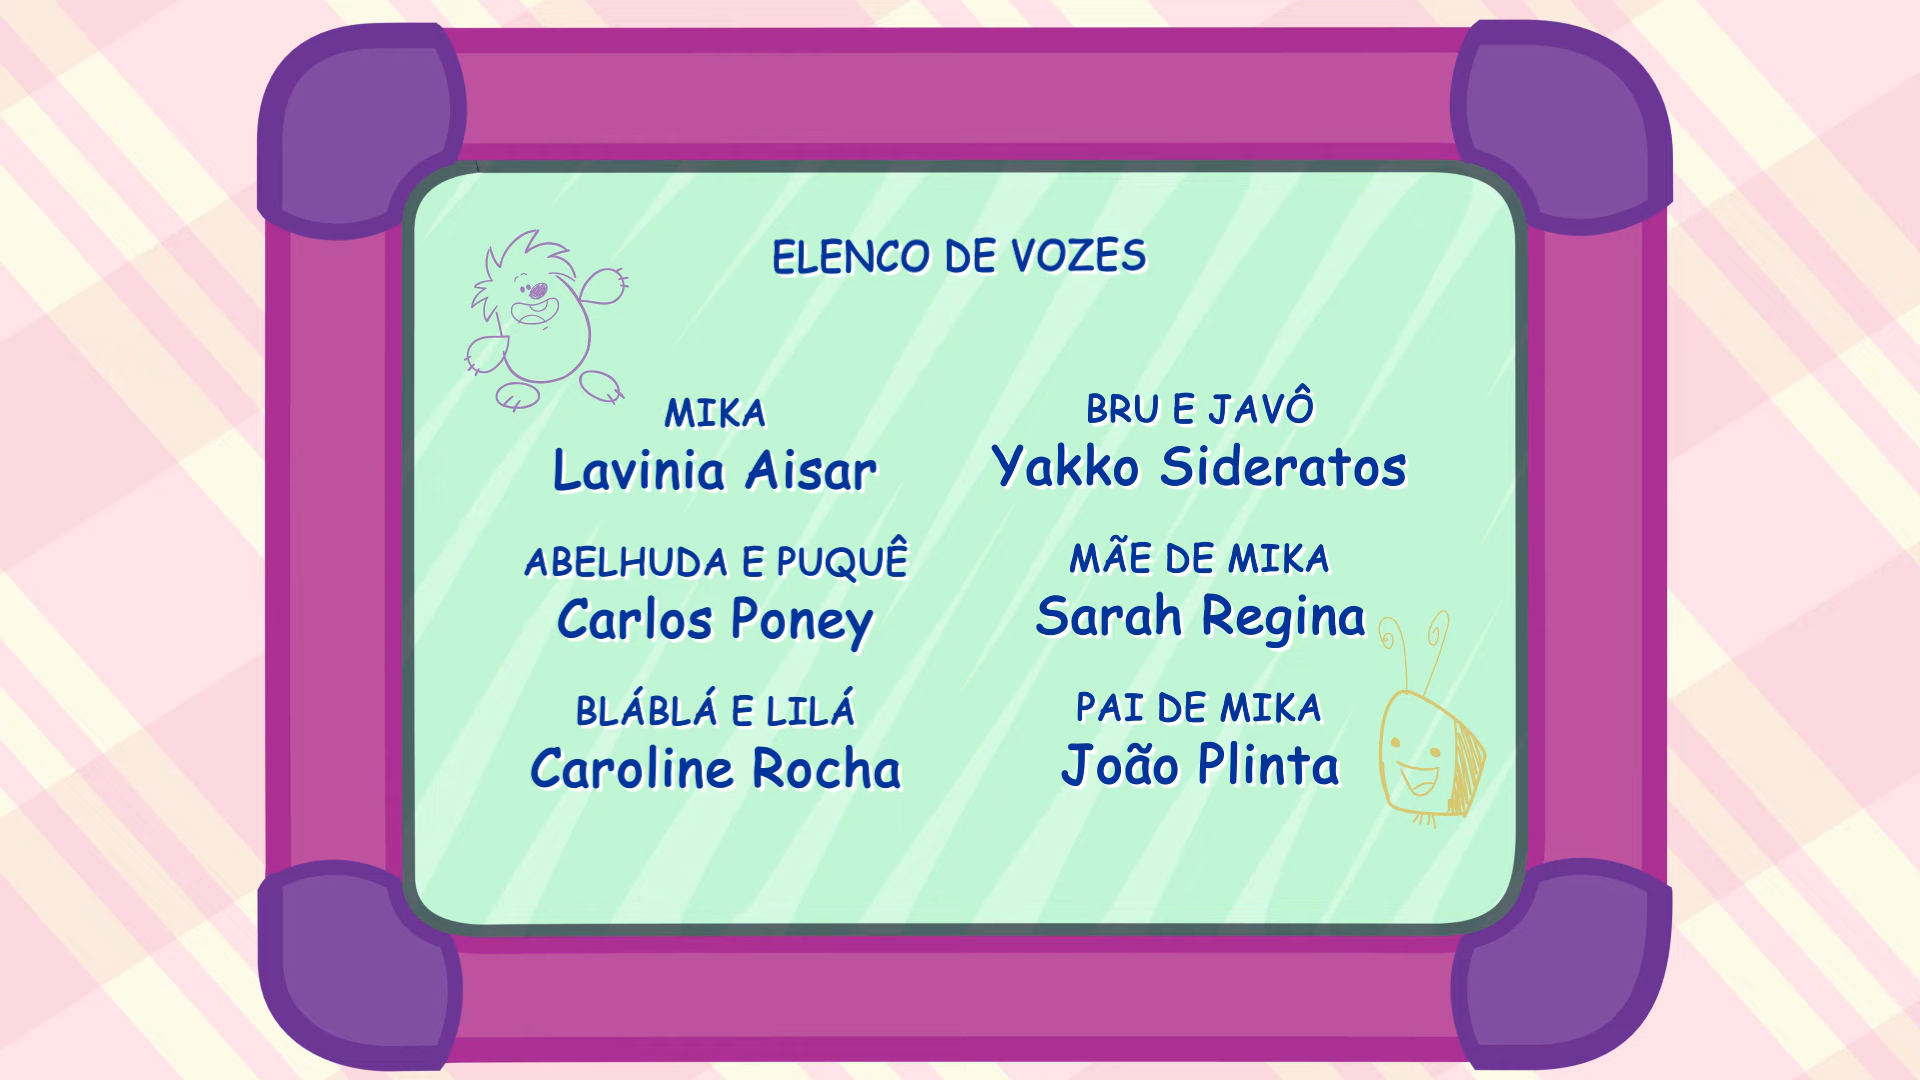 ELENCO DE VOZES
MIKA
Lavinia Aisar
ABELHUDA E PUQUÊ
Carlos Poney
BLÁBLÁ E LILÁ
Caroline Rocha
BRU E JAVÔ
Yakko Sideratos
MÃE DE MIKA
Sarah Regina
PAI DE MIKA
João Plinta